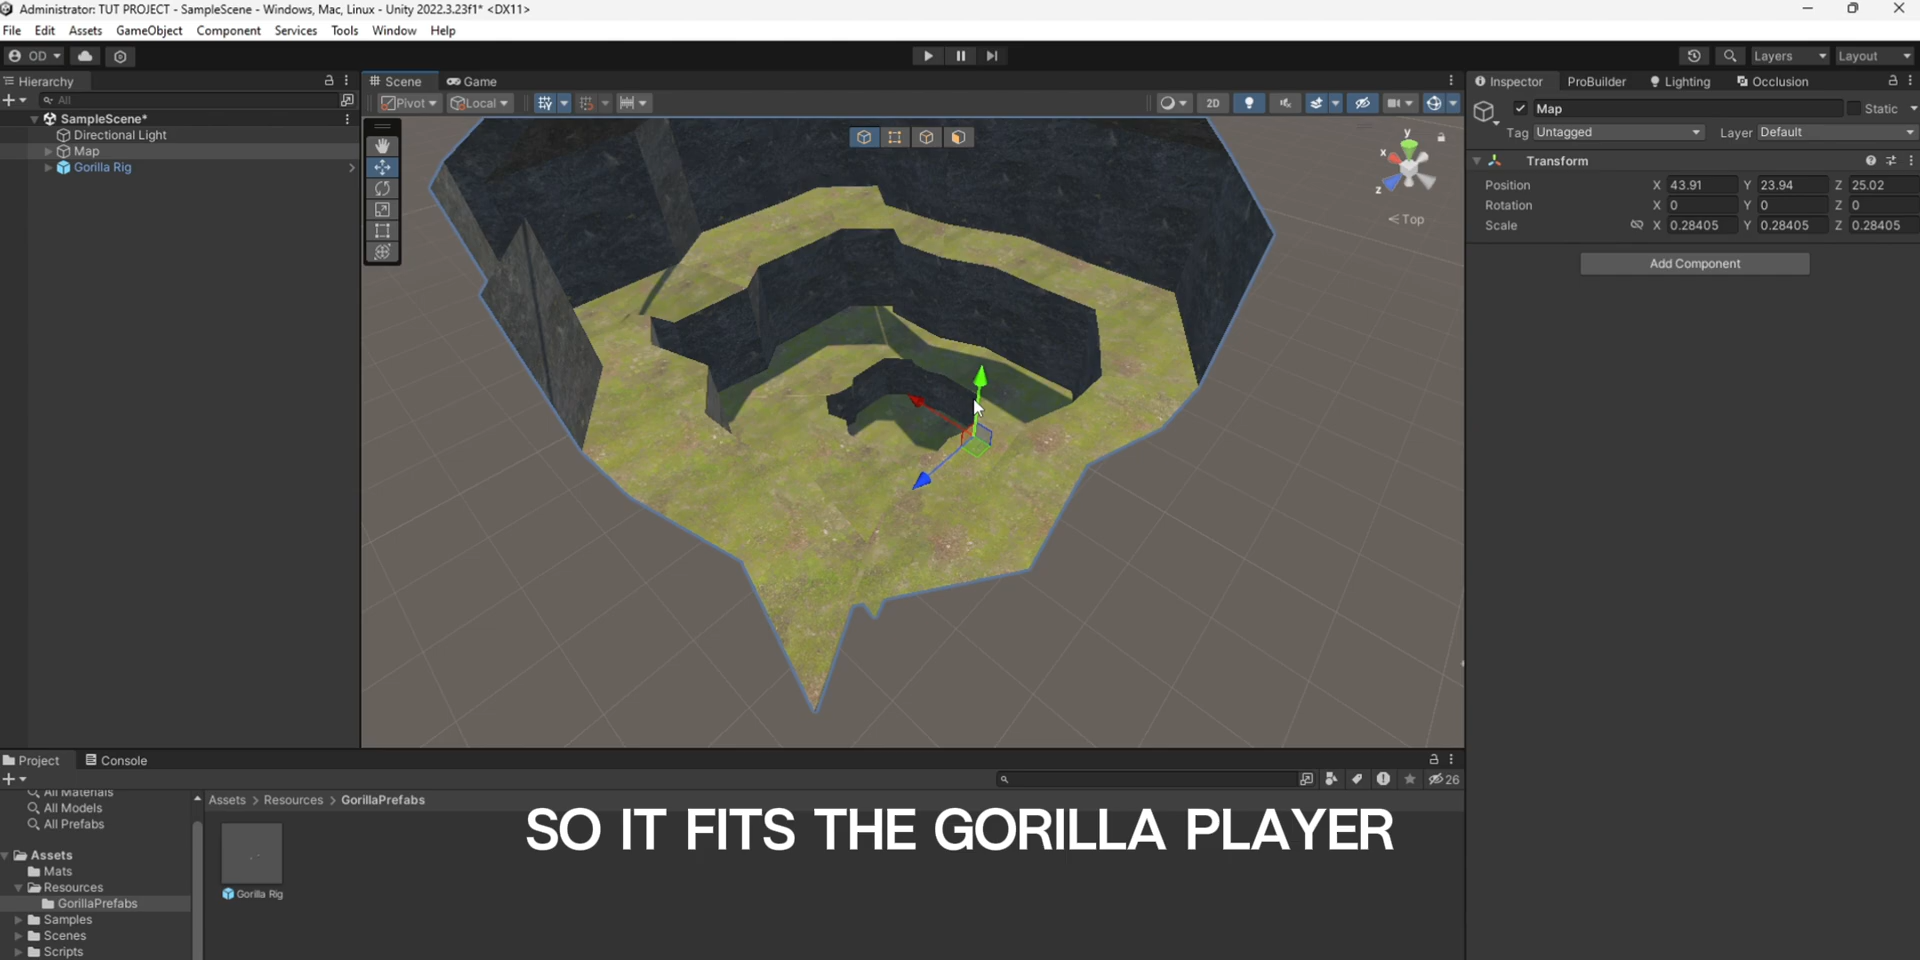 Administrator: TUT PROJECT - SampleScene - Windows, Mac, Linux - Unity 2022.3.23f1* <DX11>
File Edit Assets GameObject Component Services Tools Window Help
OD Layers Layout
Hierarchy
All
SampleScene*
Directional Light
Map
Gorilla Rig
Scene Game
Pivot Local 2D
y
x
z
Top
Inspector ProBuilder Lighting Occlusion
Map Static
Tag Untagged Layer Default
Transform
Position X 43.91 Y 23.94 Z 25.02
Rotation X 0 Y 0 Z 0
Scale X 0.28405 Y 0.28405 Z 0.28405
Add Component
Project Console
26
All Materials
All Models
All Prefabs
Assets
Mats
Resources
GorillaPrefabs
Samples
Scenes
Scripts
Assets > Resources > GorillaPrefabs
Gorilla Rig
SO IT FITS THE GORILLA PLAYER